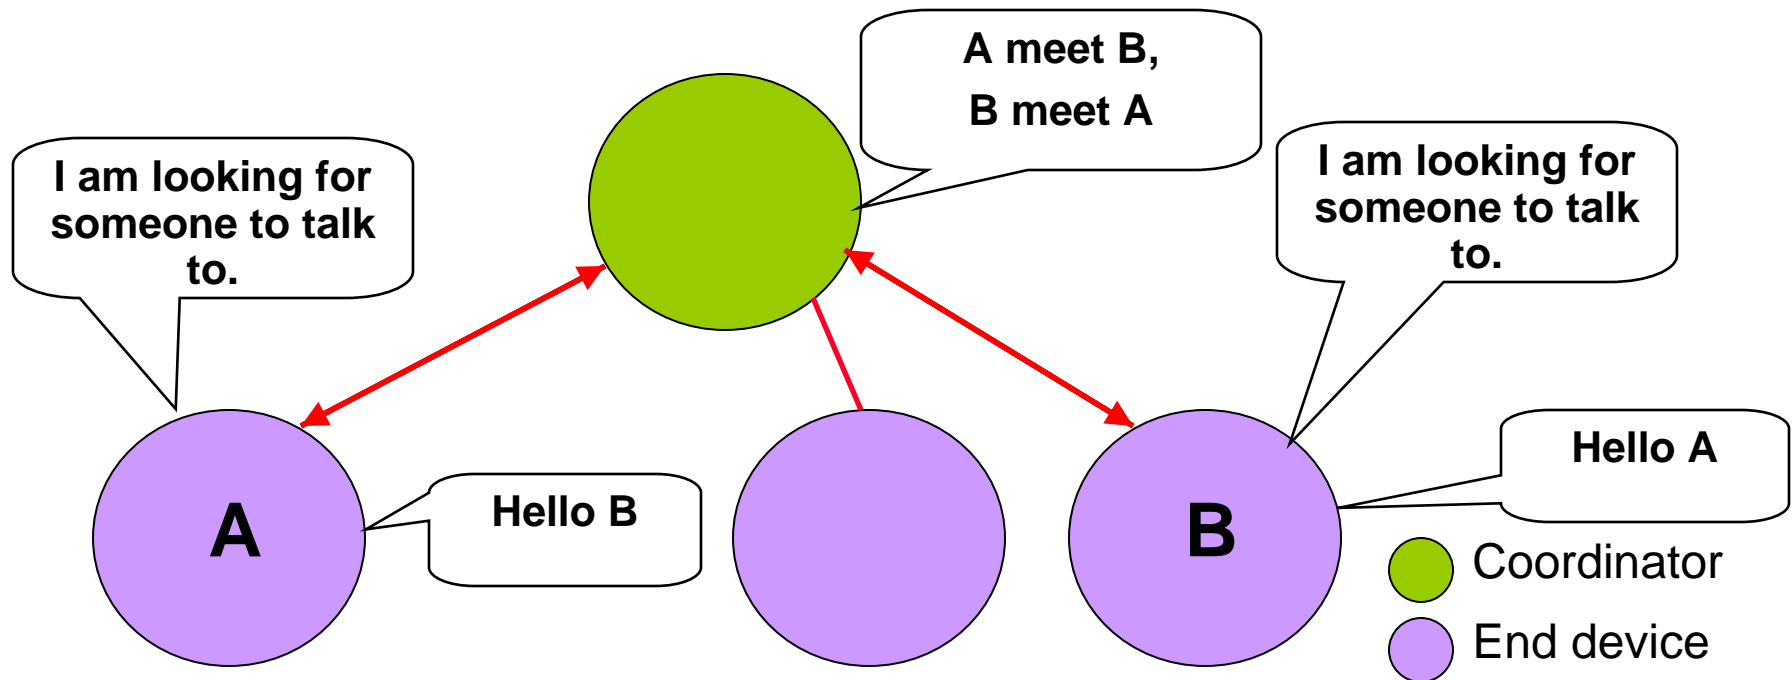 A meet B,
B meet A
I am looking for
someone to talk
to.
I am looking for
someone to talk
to.
A
Hello B
B
Hello A
Coordinator
End device